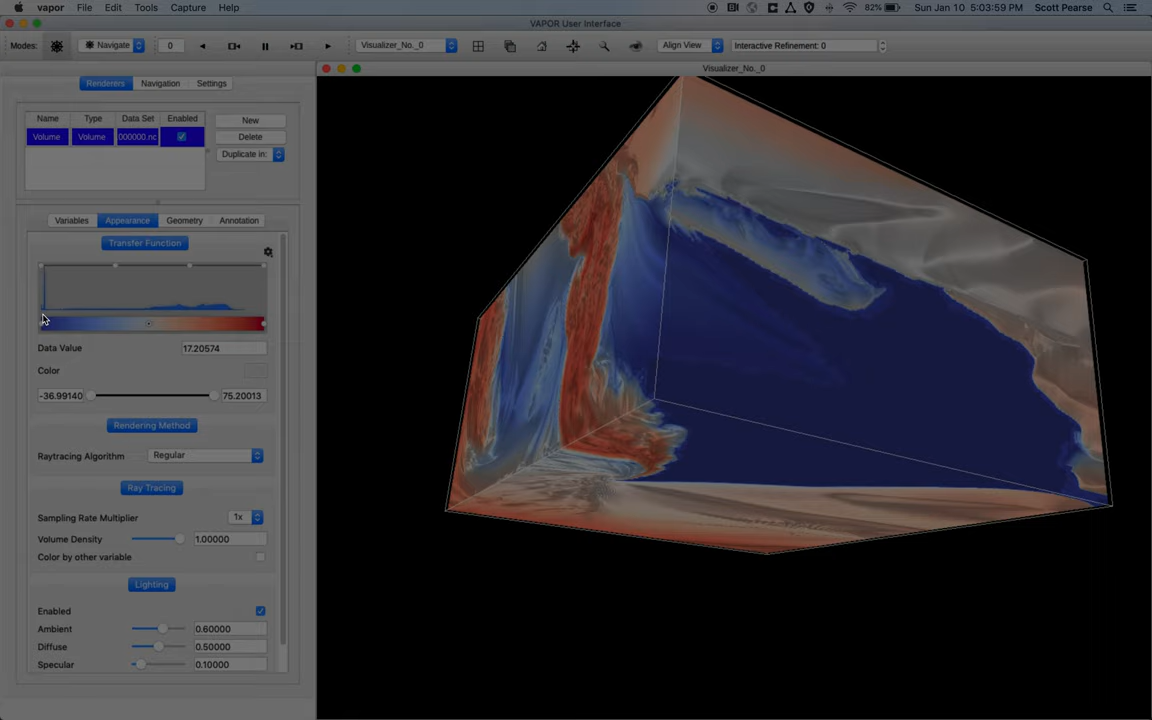 vapor File Edit Tools Capture Help 82% Sun Jan 10 5:03:59 PM Scott Pearse
VAPOR User Interface
Modes: Navigate 0 Visualizer_No._0 Align View Interactive Refinement: 0
Visualizer_No._0
Renderers Navigation Settings
Name Type Data Set Enabled
Volume Volume 000000.nc
New
Delete
Duplicate in:
Variables Appearance Geometry Annotation
Transfer Function
Data Value 17.20574
Color
-36.99140 75.20013
Rendering Method
Raytracing Algorithm Regular
Ray Tracing
Sampling Rate Multiplier 1x
Volume Density 1.00000
Color by other variable
Lighting
Enabled
Ambient 0.60000
Diffuse 0.50000
Specular 0.10000